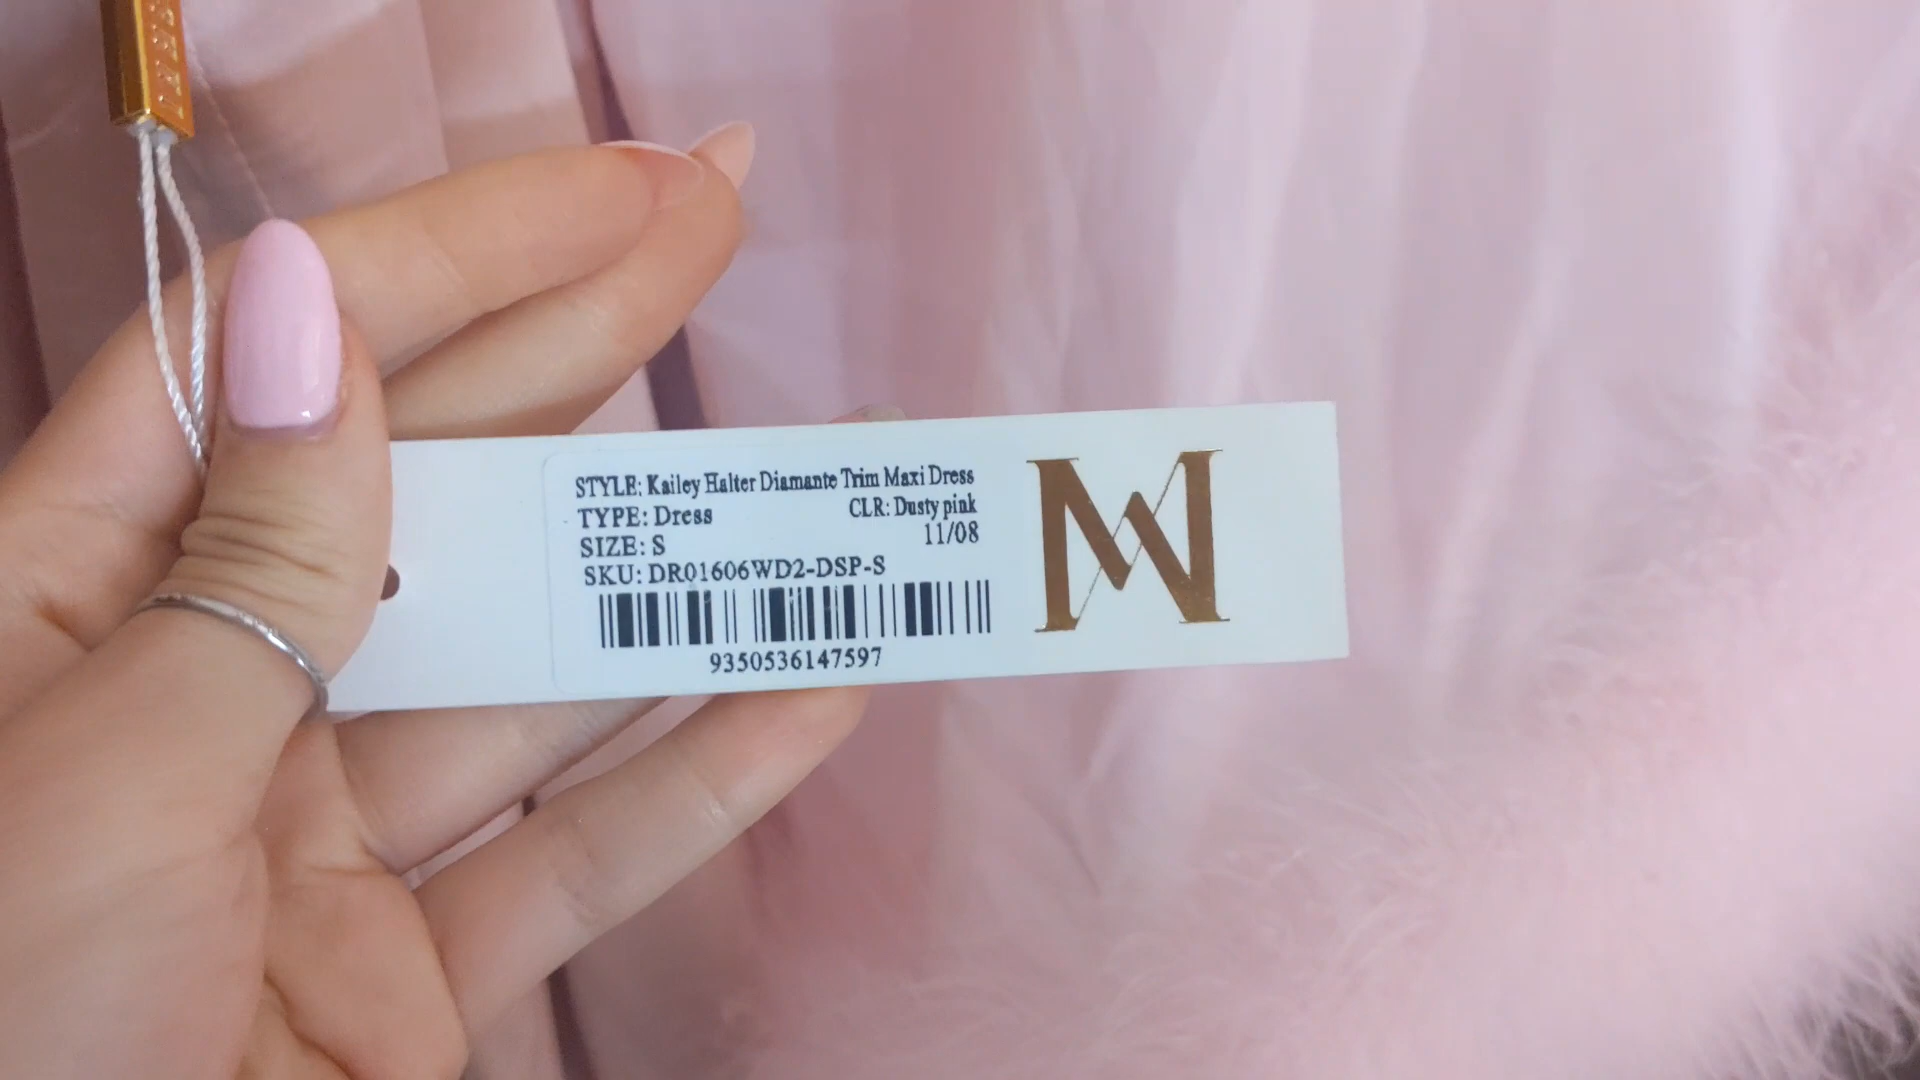 STYLE: Kailey Halter Diamante Trim Maxi Dress
TYPE: Dress
CLR: Dusty pink
SIZE: S
11/08
SKU: DR01606WD2-DSP-S
9350536147597
M